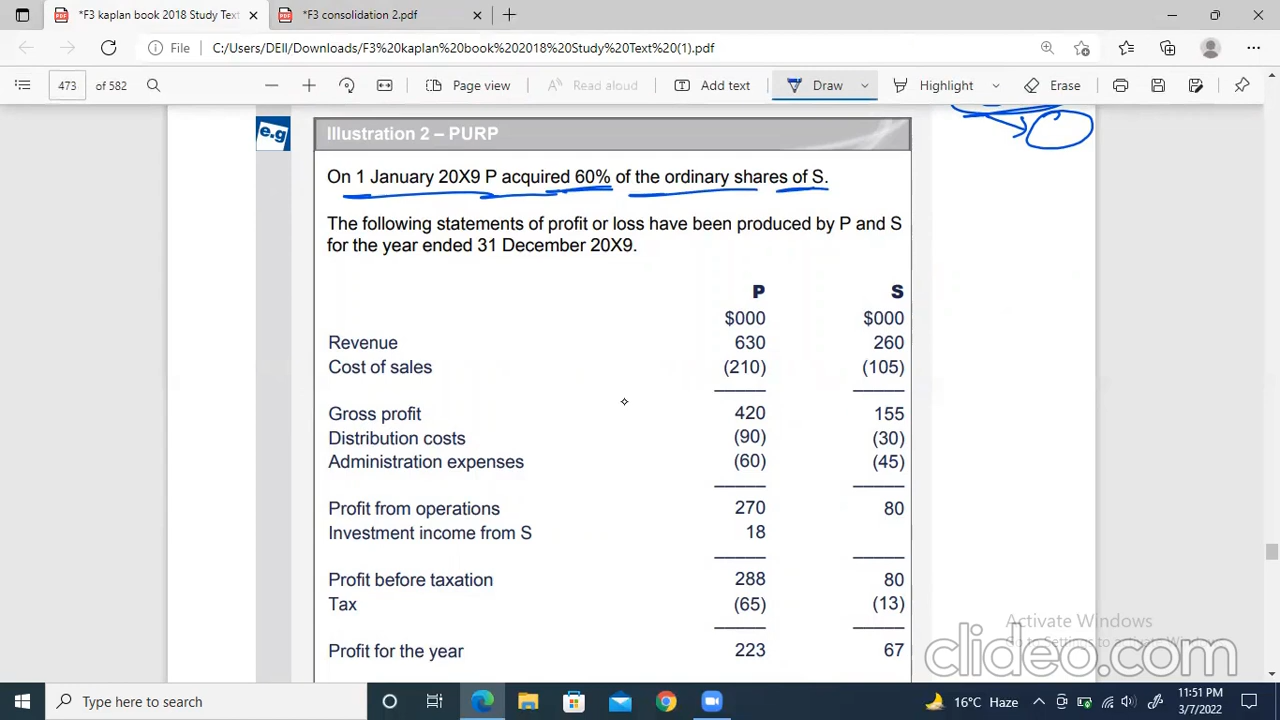 *F3 kaplan book 2018 Study Text
*F3 consolidation 2.pdf
File C:/Users/DEll/Downloads/F3%20kaplan%20book%202018%20Study%20Text%20(1).pdf
473 of 582 Page view Read aloud Add text Draw Highlight Erase
e.g Illustration 2 – PURP
On 1 January 20X9 P acquired 60% of the ordinary shares of S.
The following statements of profit or loss have been produced by P and S
for the year ended 31 December 20X9.
P S
$000 $000
Revenue 630 260
Cost of sales (210) (105)
Gross profit 420 155
Distribution costs (90) (30)
Administration expenses (60) (45)
Profit from operations 270 80
Investment income from S 18
Profit before taxation 288 80
Tax (65) (13)
Profit for the year 223 67
Activate Windows
clideo.com
Type here to search
16°C Haze
11:51 PM
3/7/2022